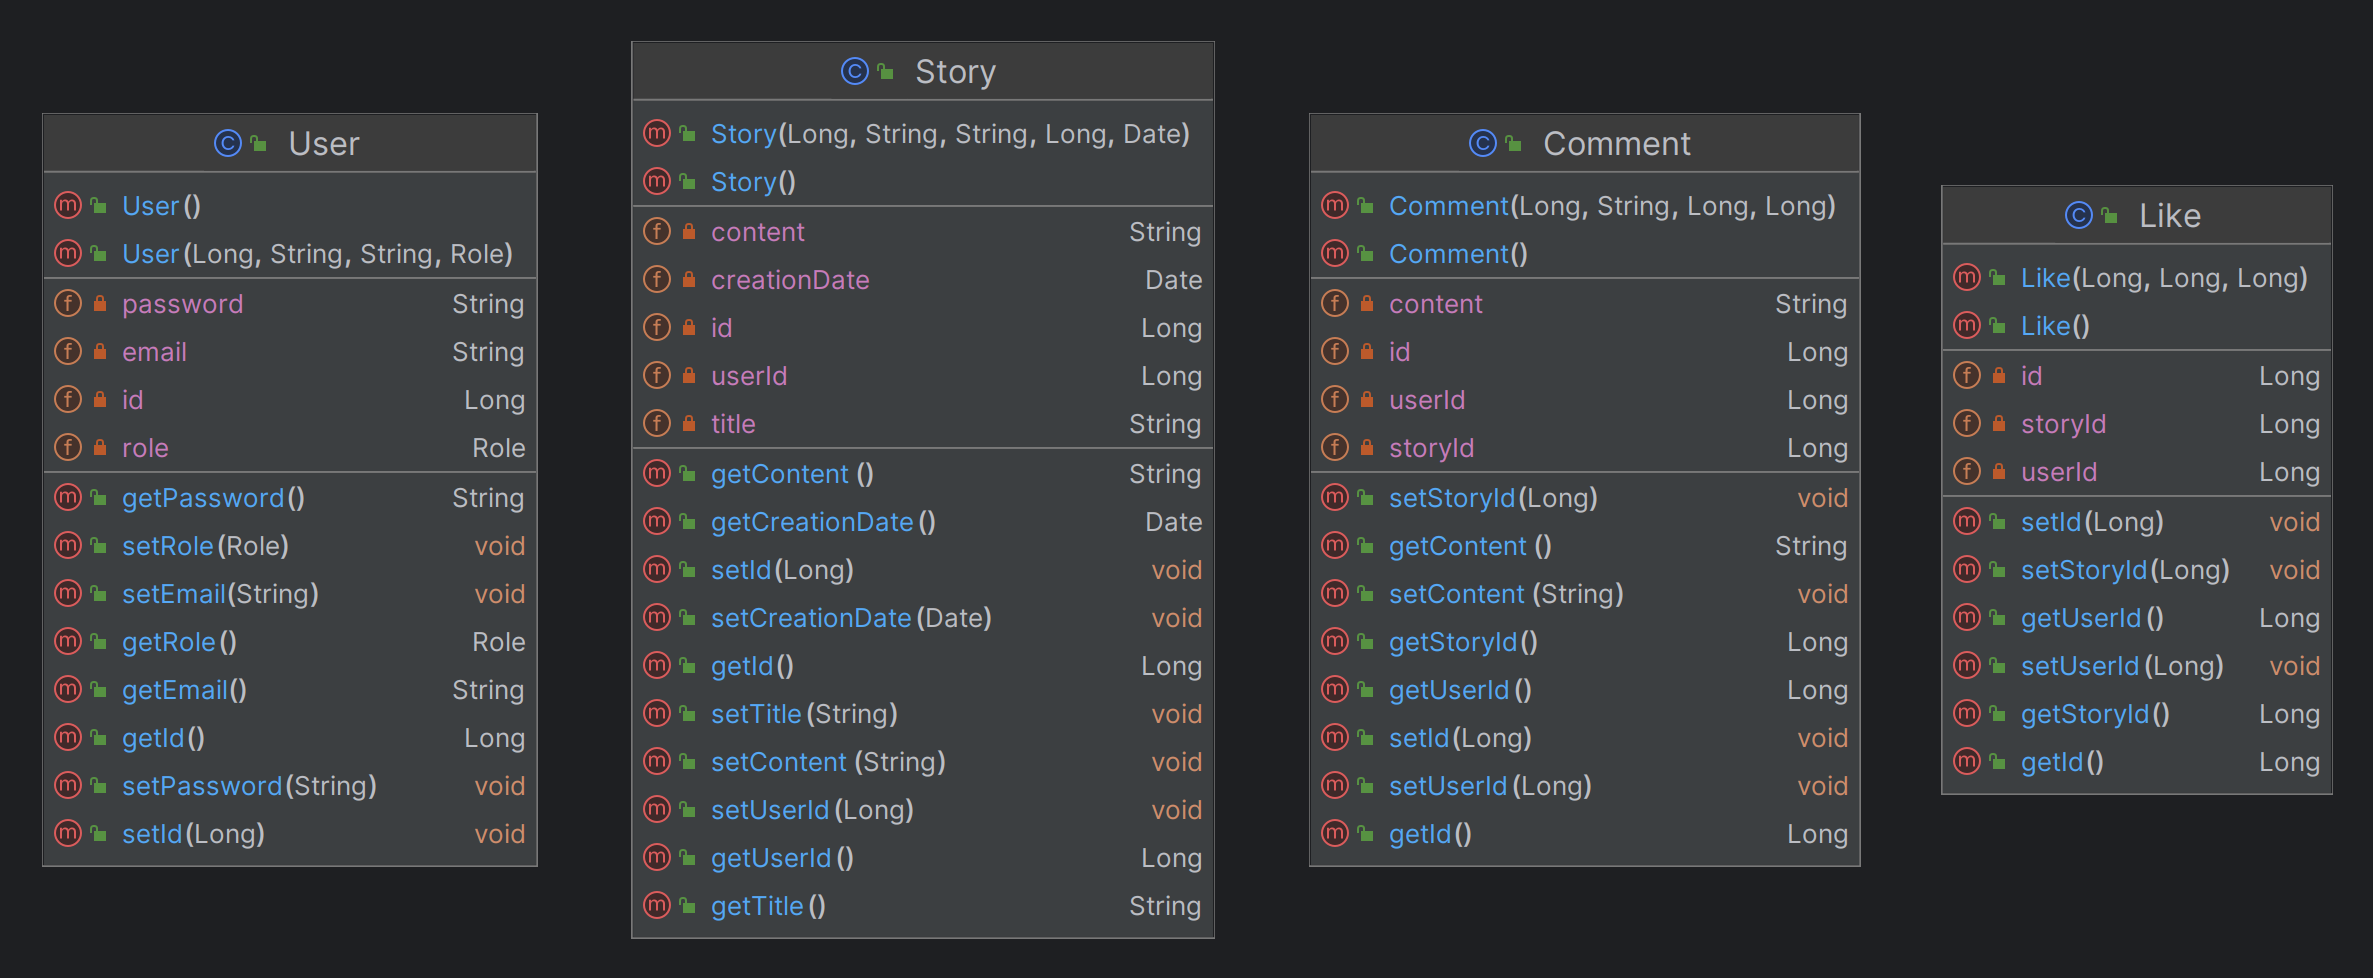 User
User()
User(Long, String, String, Role)
password String
email String
id Long
role Role
getPassword() String
setRole(Role) void
setEmail(String) void
getRole() Role
getEmail() String
getId() Long
setPassword(String) void
setId(Long) void
Story
Story(Long, String, String, Long, Date)
Story()
content String
creationDate Date
id Long
userId Long
title String
getContent() String
getCreationDate() Date
setId(Long) void
setCreationDate(Date) void
getId() Long
setTitle(String) void
setContent(String) void
setUserId(Long) void
getUserId() Long
getTitle() String
Comment
Comment(Long, String, Long, Long)
Comment()
content String
id Long
userId Long
storyId Long
setStoryId(Long) void
getContent() String
setContent(String) void
getStoryId() Long
getUserId() Long
setId(Long) void
setUserId(Long) void
getId() Long
Like
Like(Long, Long, Long)
Like()
id Long
storyId Long
userId Long
setId(Long) void
setStoryId(Long) void
getUserId() Long
setUserId(Long) void
getStoryId() Long
getId() Long